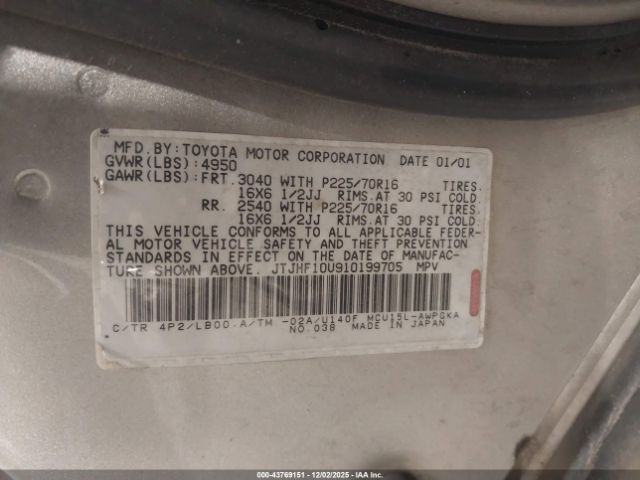 MFD.BY:TOYOTA MOTOR CORPORATION DATE 01/01
GVWR(LBS):4950
GAWR(LBS):FRT.3040 WITH P225/70R16 TIRES.
16X6 1/2JJ RIMS.AT 30 PSI COLD.
RR. 2540 WITH P225/70R16 TIRES.
16X6 1/2JJ RIMS.AT 30 PSI COLD.
THIS VEHICLE CONFORMS TO ALL APPLICABLE FEDER-
AL MOTOR VEHICLE SAFETY AND THEFT PREVENTION
STANDARDS IN EFFECT ON THE DATE OF MANUFAC-
TURE SHOWN ABOVE. JTJHF10U910199705 MPV
C/TR 4P2/LB00.A/TM -02A/U140F MCU15L-AWPGKA
NO.038 MADE IN JAPAN
000-43769151 - 12/02/2025 - IAAI.com